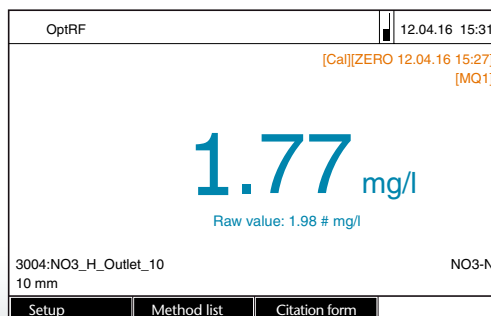 OptRF 12.04.16 15:31
[Cal][ZERO 12.04.16 15:27]
[MQ1]
1.77 mg/l
Raw value: 1.98 # mg/l
3004:NO3_H_Outlet_10 NO3-N
10 mm
Setup Method list Citation form